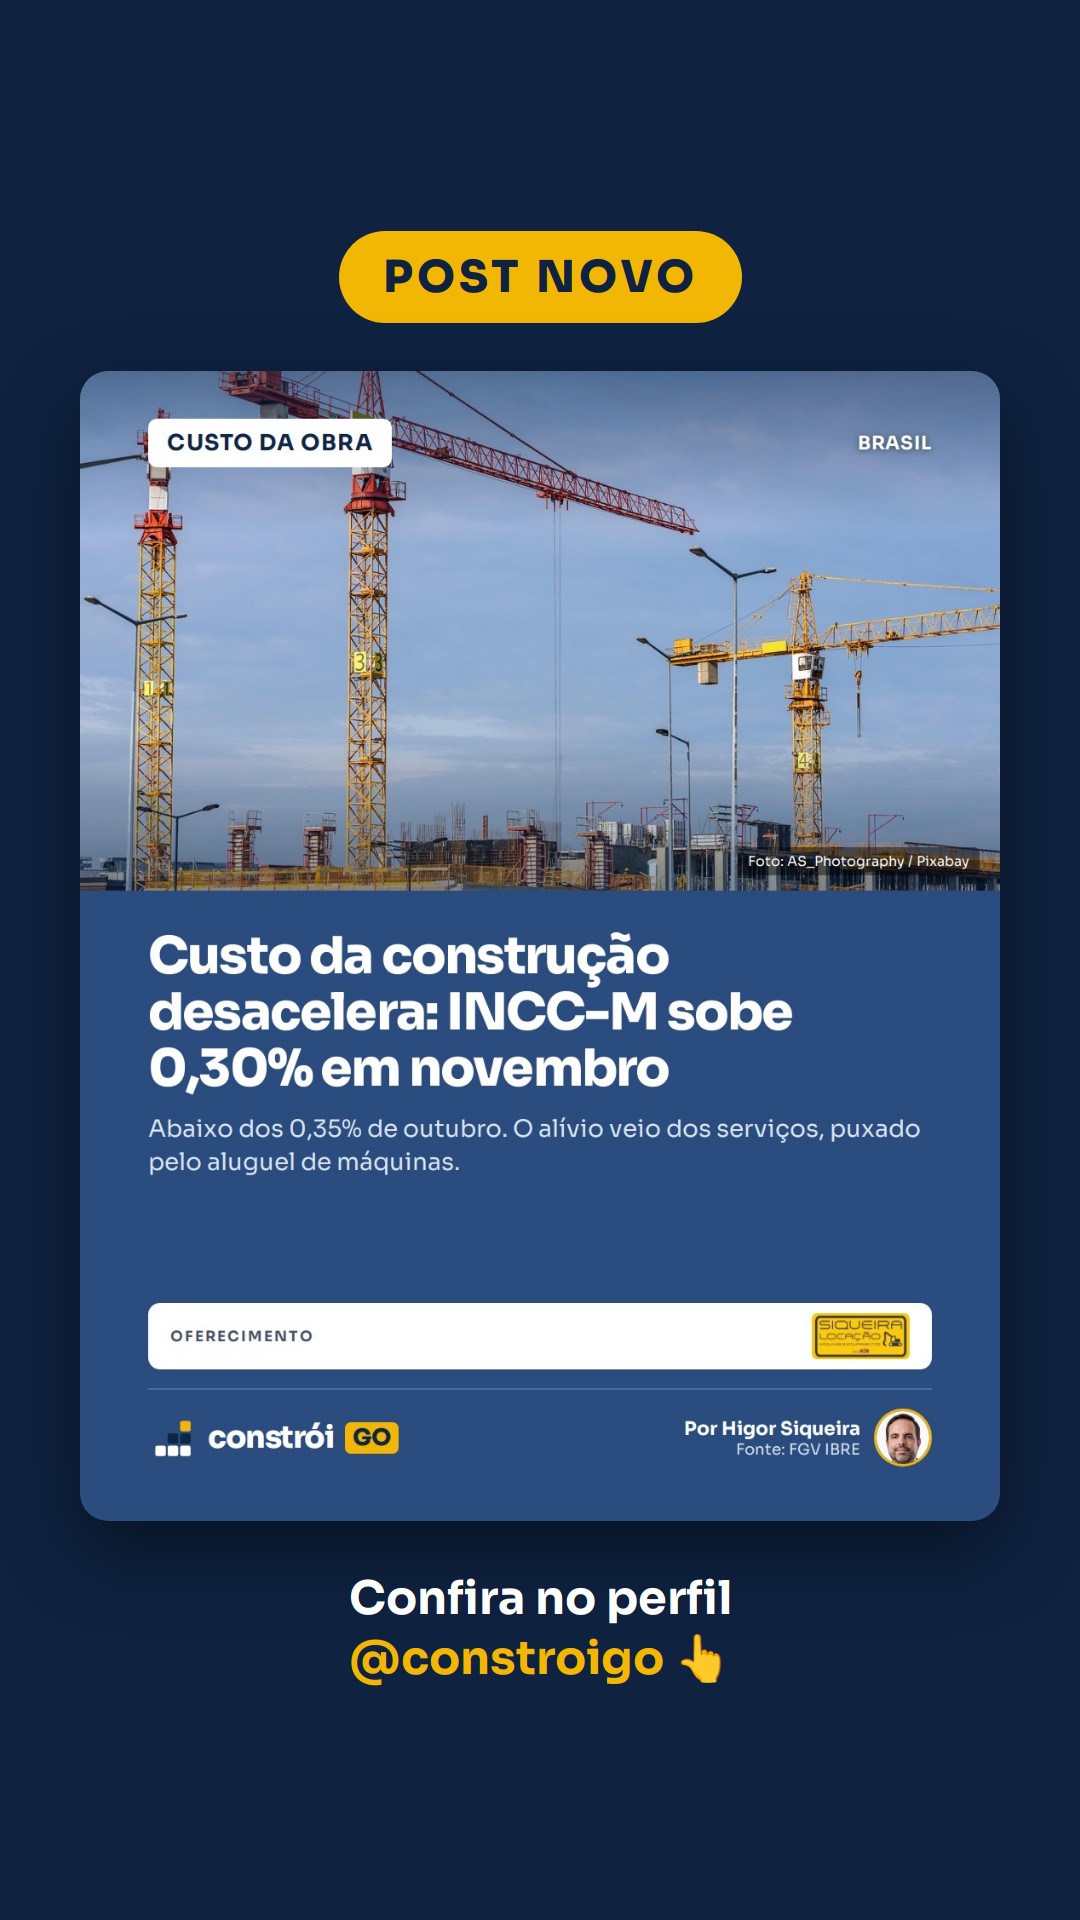 POST NOVO
CUSTO DA OBRA
BRASIL
Foto: AS_Photography / Pixabay
Custo da construção
desacelera: INCC-M sobe
0,30% em novembro
Abaixo dos 0,35% de outubro. O alívio veio dos serviços, puxado
pelo aluguel de máquinas.
OFERECIMENTO
SIQUEIRA
LOCAÇÃO
constrói GO
Por Higor Siqueira
Fonte: FGV IBRE
Confira no perfil
@constroigo 👆